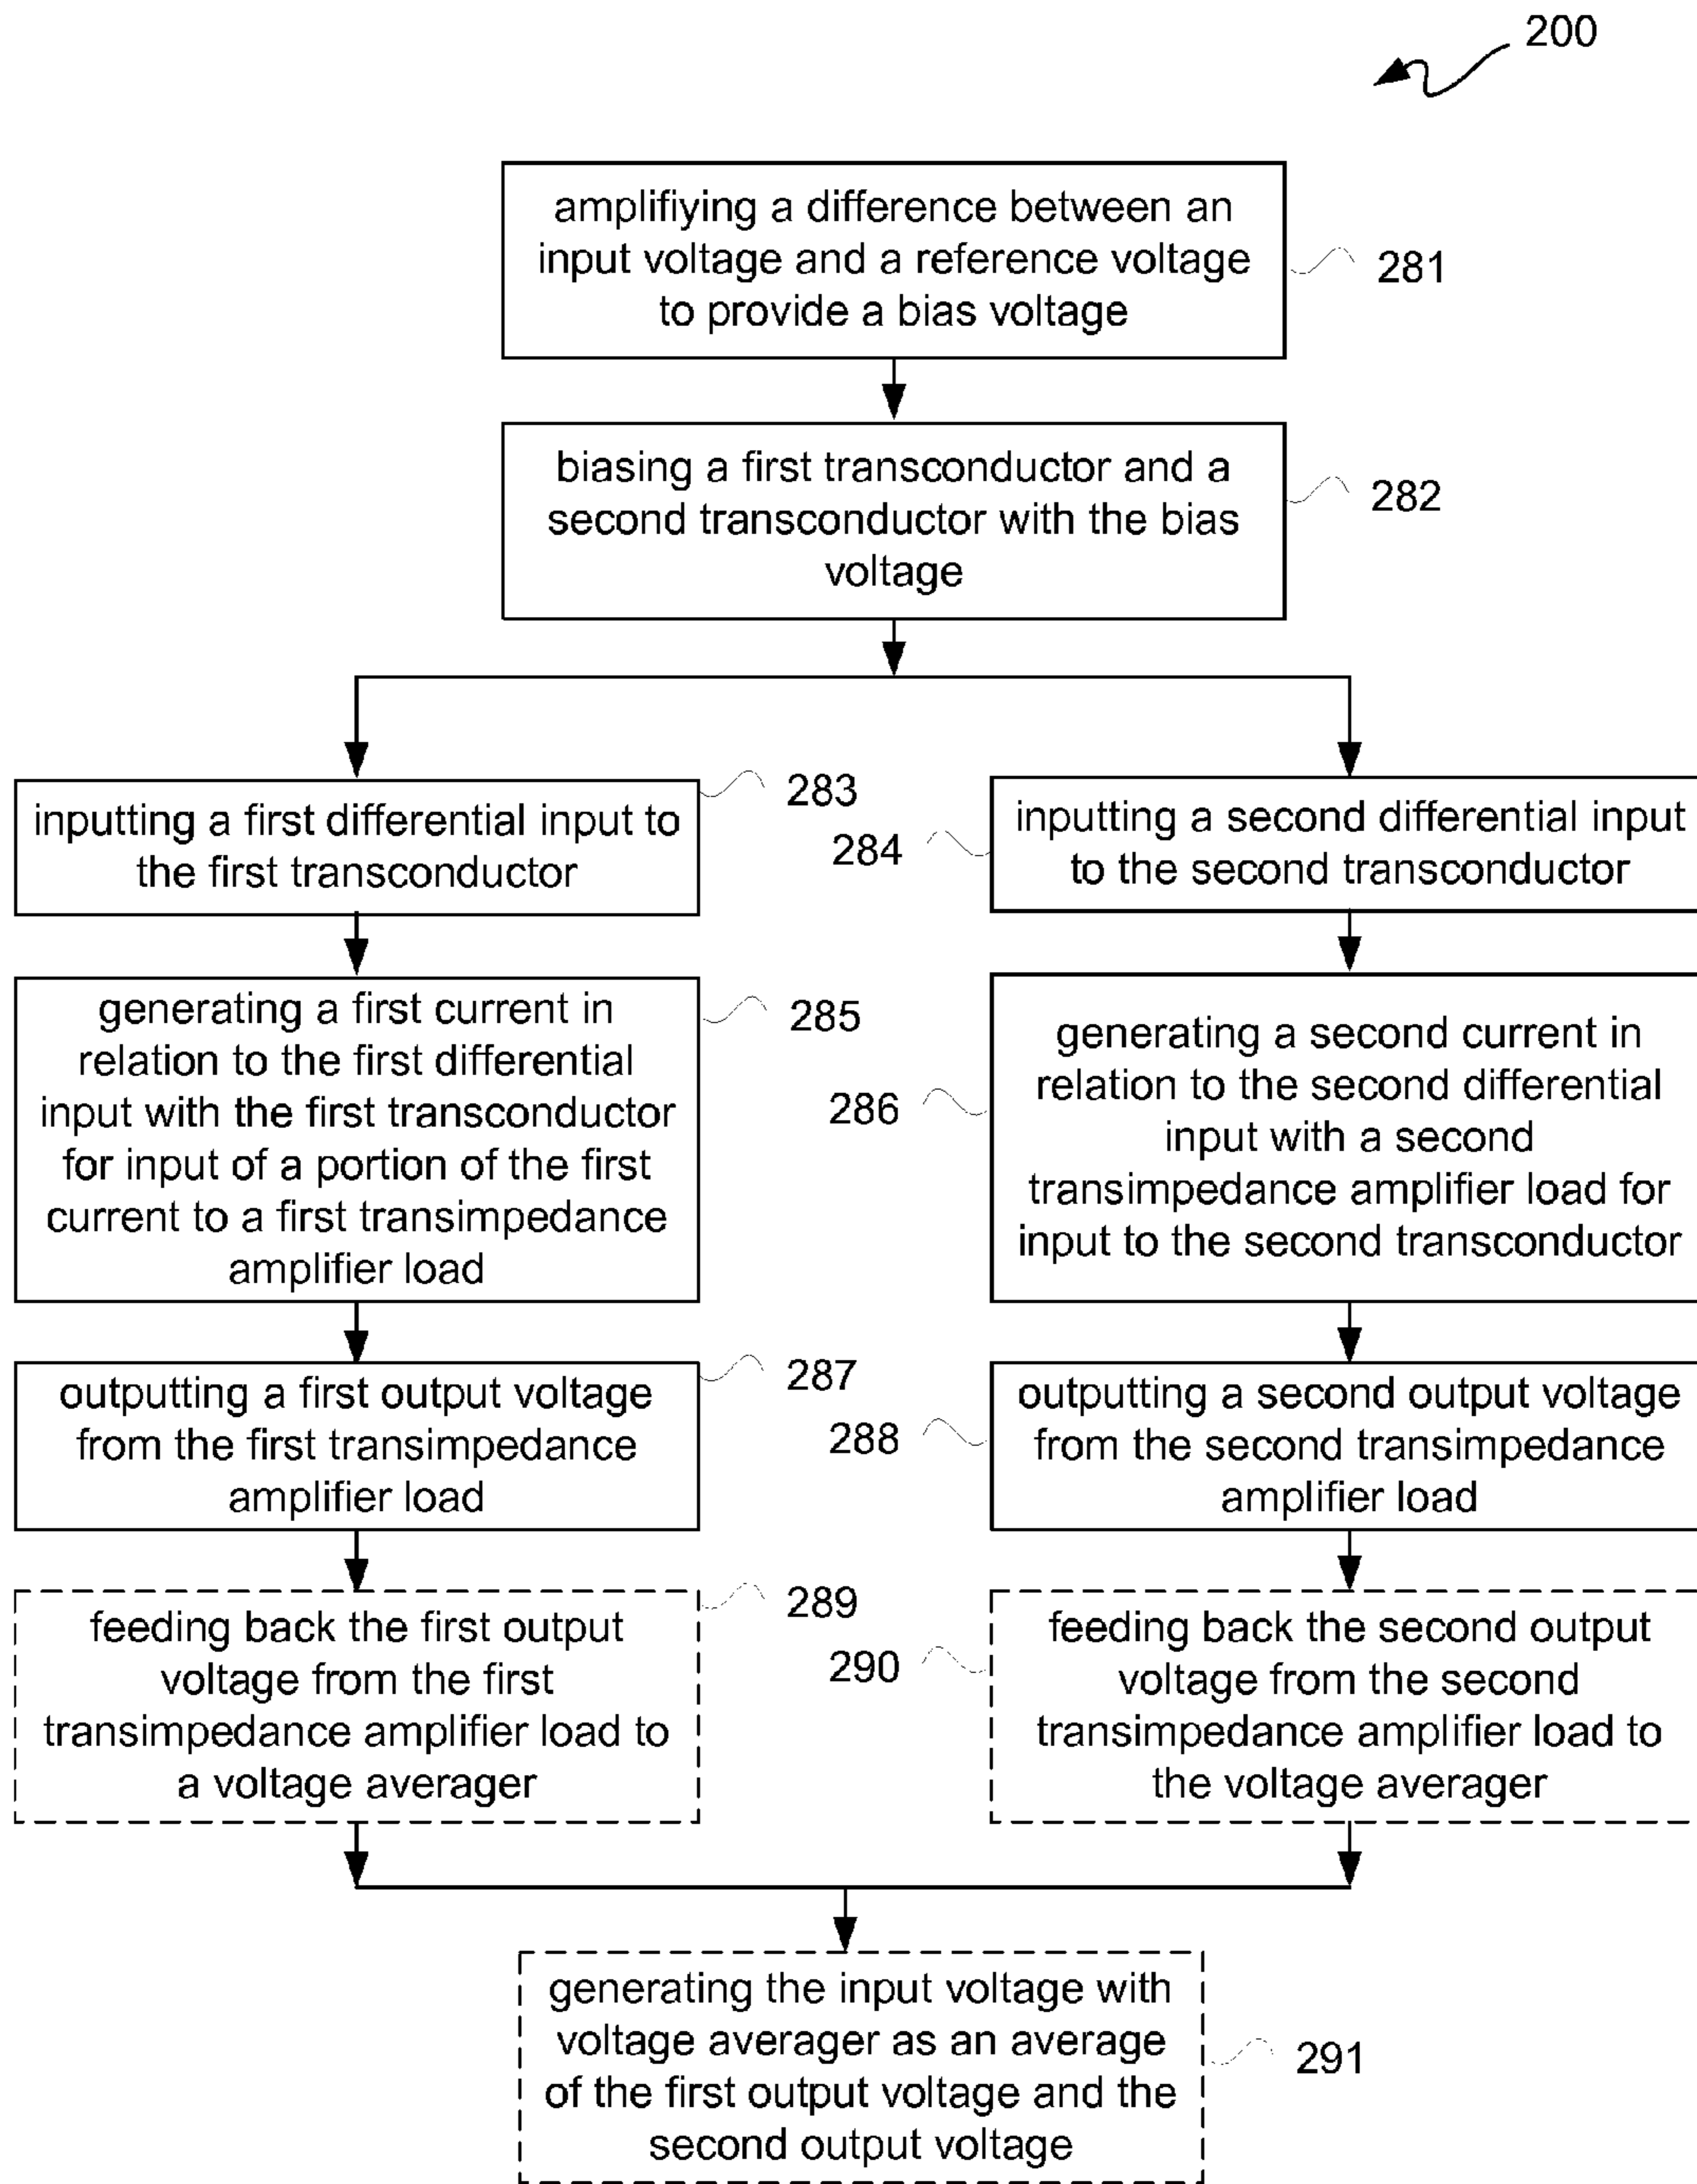 200
amplifiying a difference between an
input voltage and a reference voltage
to provide a bias voltage
281
biasing a first transconductor and a
second transconductor with the bias
voltage
282
inputting a first differential input to
the first transconductor
283
284
inputting a second differential input
to the second transconductor
generating a first current in
relation to the first differential
input with the first transconductor
for input of a portion of the first
current to a first transimpedance
amplifier load
285
286
generating a second current in
relation to the second differential
input with a second
transimpedance amplifier load for
input to the second transconductor
outputting a first output voltage
from the first transimpedance
amplifier load
287
288
outputting a second output voltage
from the second transimpedance
amplifier load
feeding back the first output
voltage from the first
transimpedance amplifier load to
a voltage averager
289
290
feeding back the second output
voltage from the second
transimpedance amplifier load to
the voltage averager
generating the input voltage with
voltage averager as an average
of the first output voltage and the
second output voltage
291